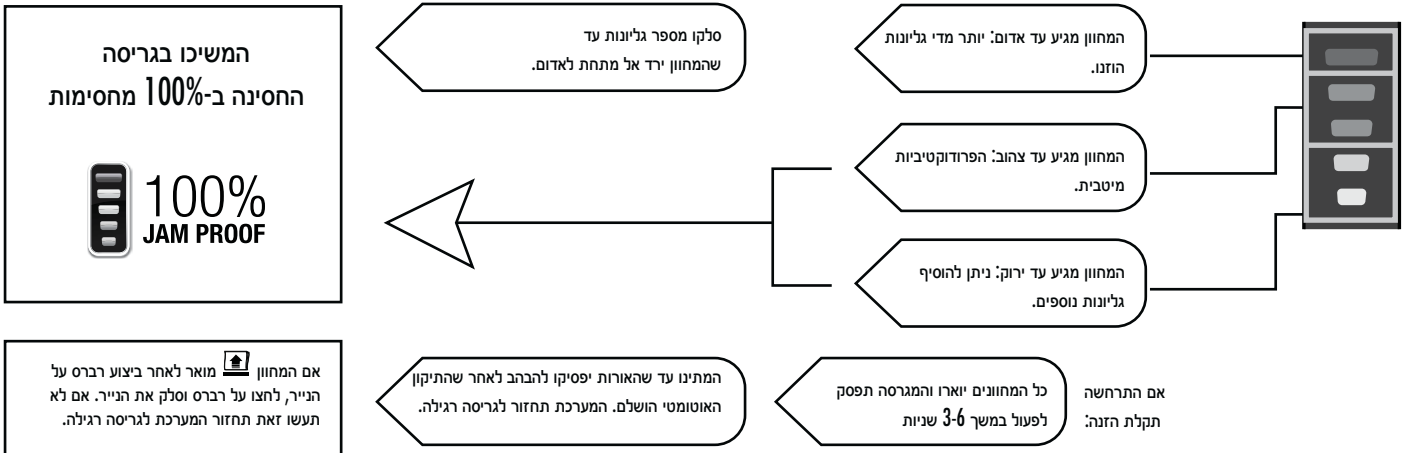 המחוון מגיע עד אדום: יותר מדי גליונות
הוזנו.
סלקו מספר גליונות עד
שהמחוון ירד אל מתחת לאדום.
המחוון מגיע עד צהוב: הפרודוקטיביות
מיטבית.
המחוון מגיע עד ירוק: ניתן להוסיף
גליונות נוספים.
המשיכו בגריסה
החסינה ב-100% מחסימות
100%
JAM PROOF
אם התרחשה
תקלת הזנה:
כל המחוונים יוארו והמגרסה תפסק
לפעול במשך 3-6 שניות
המתינו עד שהאורות יפסיקו להבהב לאחר שהתיקון
האוטומטי הושלם. המערכת תחזור לגריסה רגילה.
אם המחוון מואר לאחר ביצוע רברס על
הנייר, לחצו על רברס וסלק את הנייר. אם לא
תעשו זאת תחזור המערכת לגריסה רגילה.